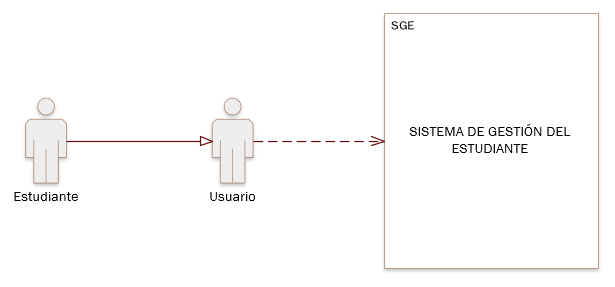 SGE
SISTEMA DE GESTIÓN DEL
ESTUDIANTE
Estudiante
Usuario